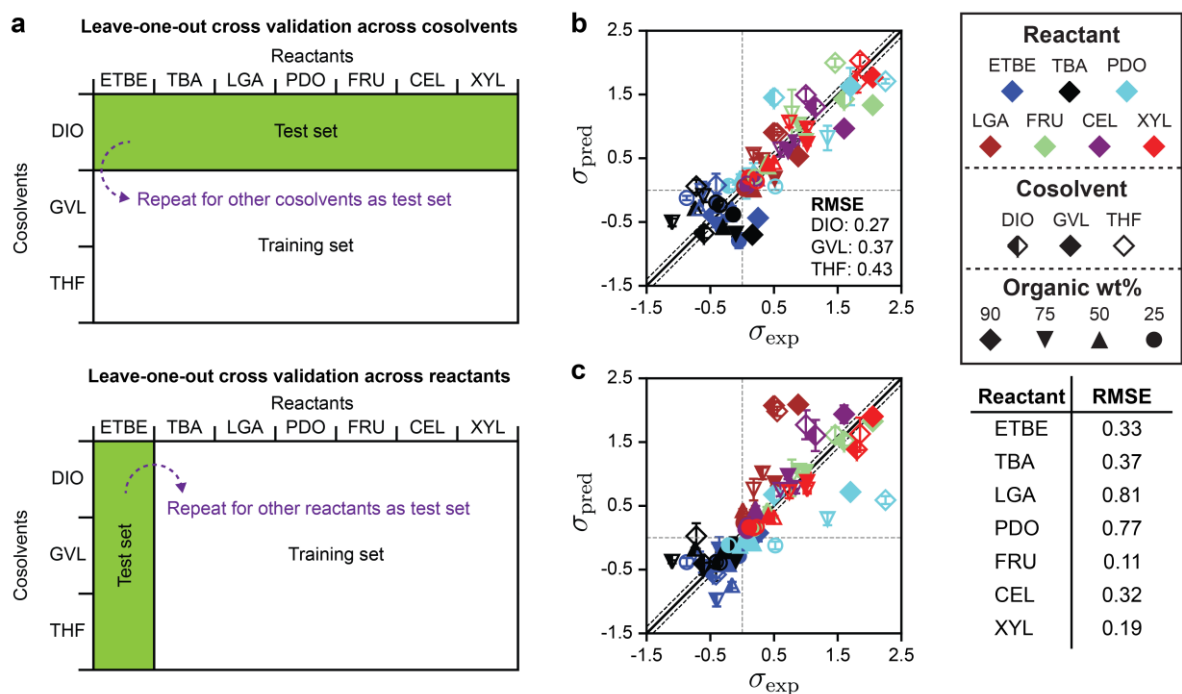 a
Leave-one-out cross validation across cosolvents
Reactants
ETBE TBA LGA PDO FRU CEL XYL
Cosolvents
DIO
GVL
THF
Test set
Repeat for other cosolvents as test set
Training set
Leave-one-out cross validation across reactants
Reactants
ETBE TBA LGA PDO FRU CEL XYL
Cosolvents
DIO
GVL
THF
Test set
Repeat for other reactants as test set
Training set
b
σpred
2.5
1.5
0.5
-0.5
-1.5
-1.5 -0.5 0.5 1.5 2.5
σexp
RMSE
DIO: 0.27
GVL: 0.37
THF: 0.43
c
σpred
2.5
1.5
0.5
-0.5
-1.5
-1.5 -0.5 0.5 1.5 2.5
σexp
Reactant
ETBE TBA PDO
LGA FRU CEL XYL
Cosolvent
DIO GVL THF
Organic wt%
90 75 50 25
Reactant RMSE
ETBE 0.33
TBA 0.37
LGA 0.81
PDO 0.77
FRU 0.11
CEL 0.32
XYL 0.19